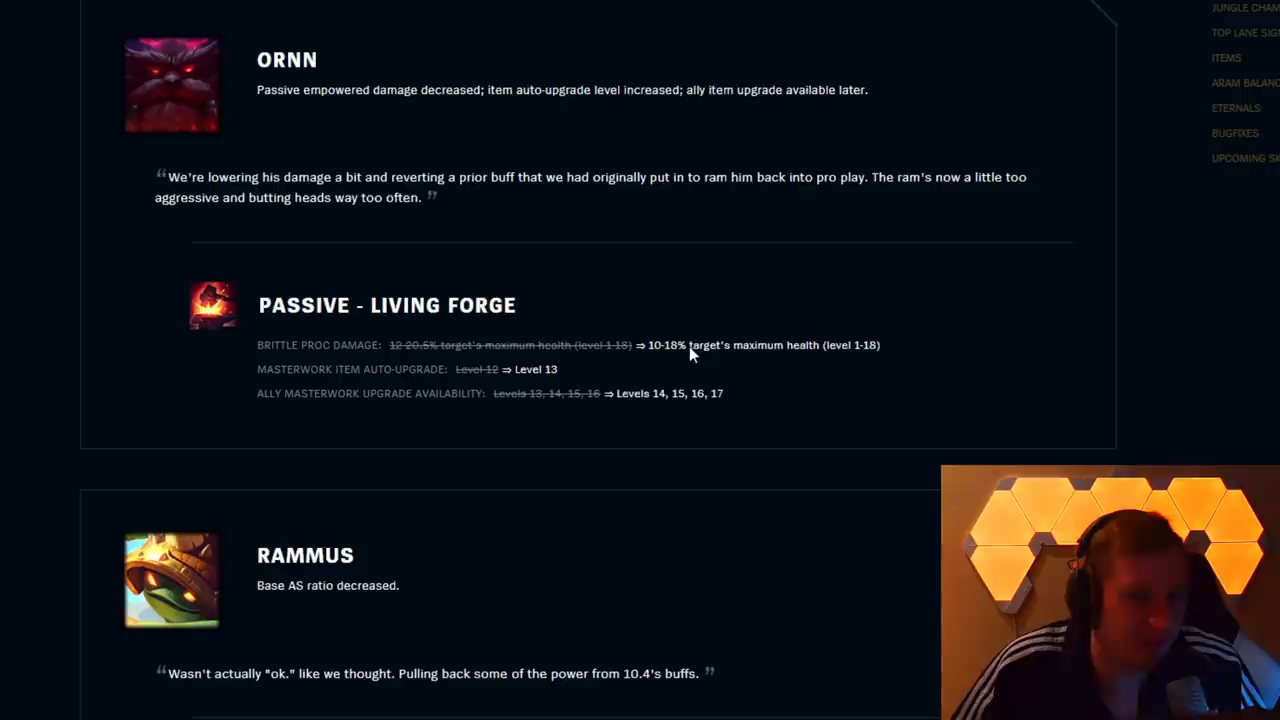 ORNN
Passive empowered damage decreased; item auto-upgrade level increased; ally item upgrade available later.
“We're lowering his damage a bit and reverting a prior buff that we had originally put in to ram him back into pro play. The ram's now a little too
aggressive and butting heads way too often. ”
PASSIVE - LIVING FORGE
BRITTLE PROC DAMAGE: 12-20.5% target's maximum health (level 1-18) ⇒ 10-18% target's maximum health (level 1-18)
MASTERWORK ITEM AUTO-UPGRADE: Level 12 ⇒ Level 13
ALLY MASTERWORK UPGRADE AVAILABILITY: Levels 13, 14, 15, 16 ⇒ Levels 14, 15, 16, 17
RAMMUS
Base AS ratio decreased.
“Wasn't actually "ok." like we thought. Pulling back some of the power from 10.4's buffs. ”
JUNGLE CHAM
TOP LANE SIG
ITEMS
ARAM BALANC
ETERNALS
BUGFIXES
UPCOMING SK